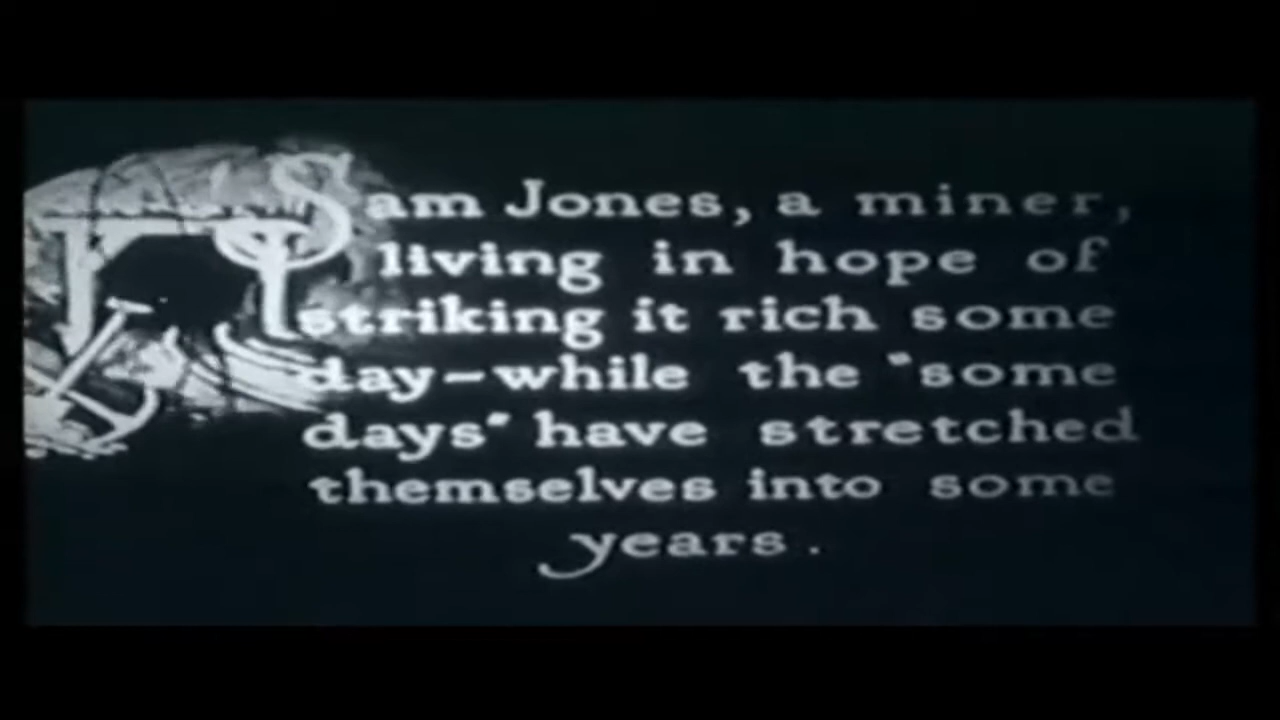 Sam Jones, a miner,
living in hope of
striking it rich some
day-while the "some
days" have stretched
themselves into some
years.